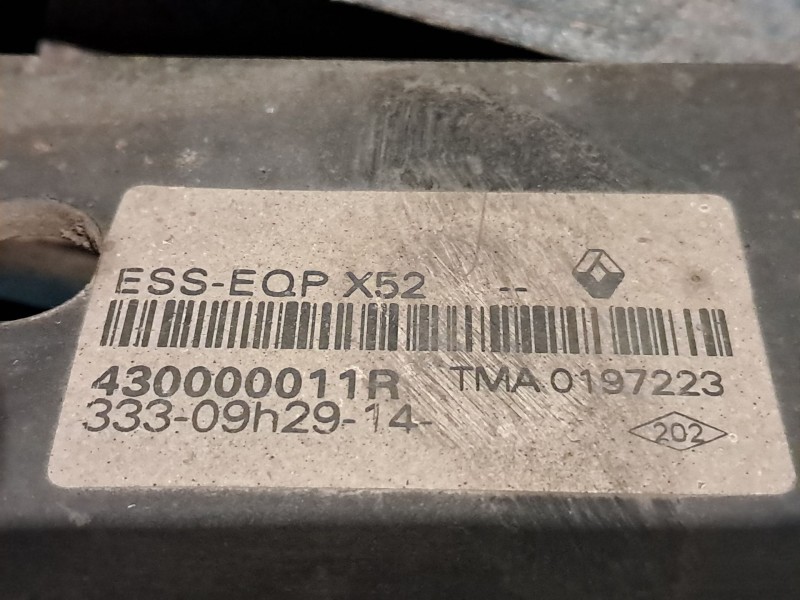 ESS-EQP X52 --
430000011R TMA 0197223
333-09h29-14-
202